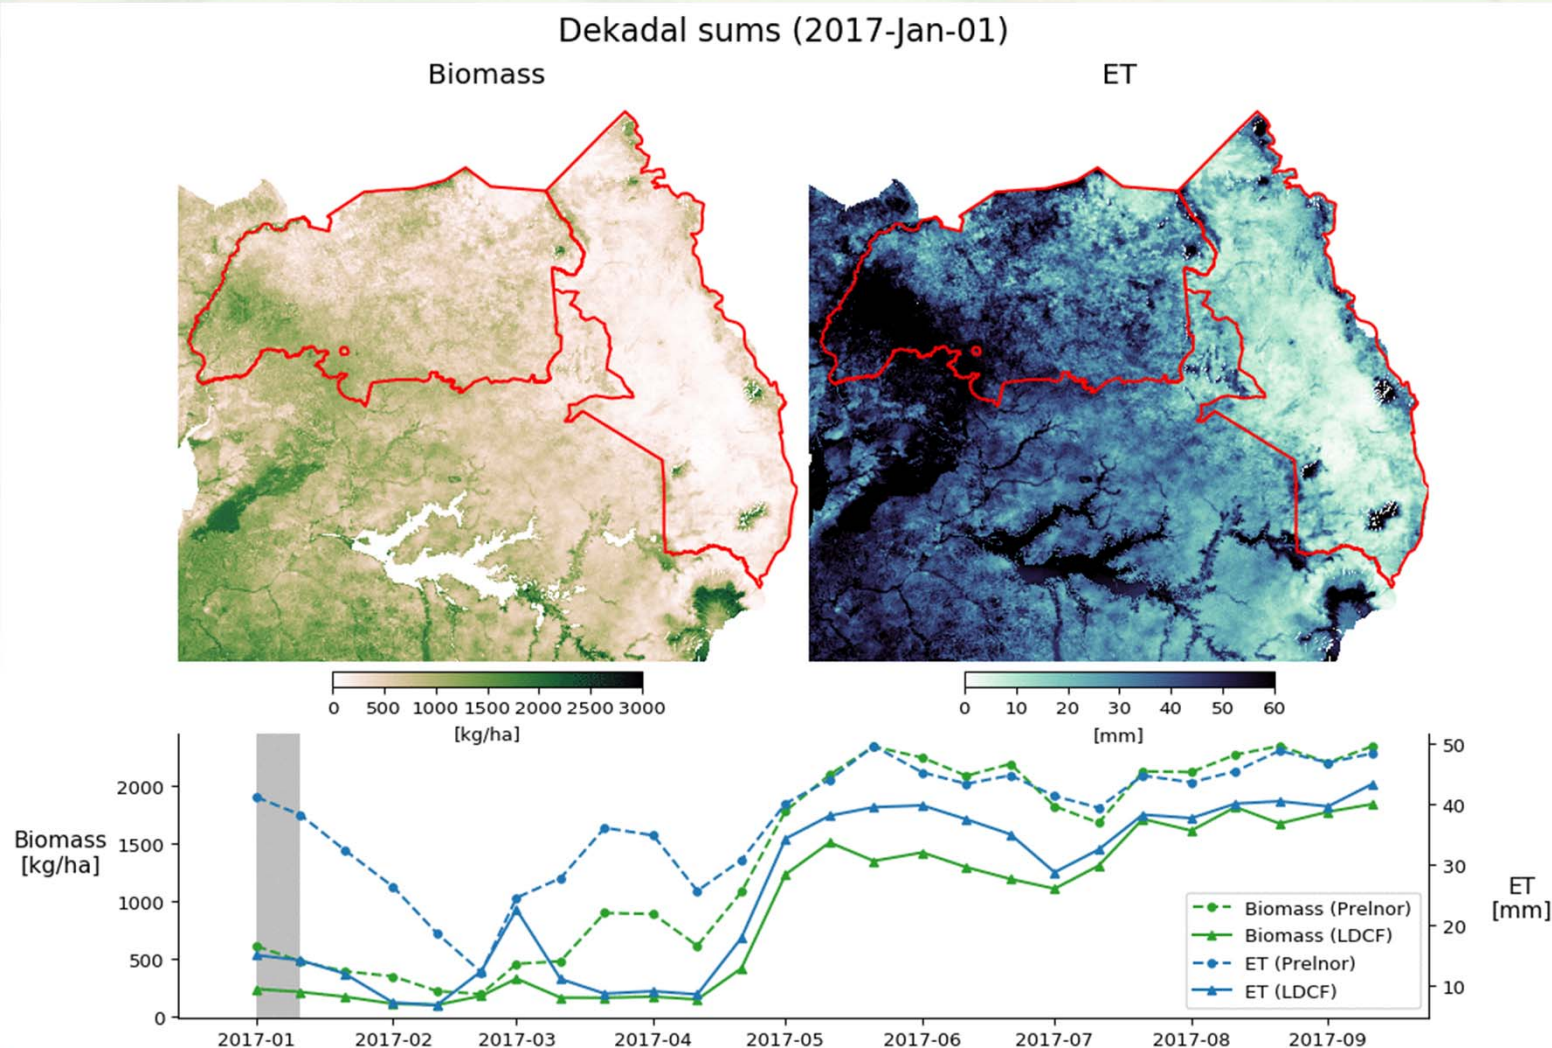 Dekadal sums (2017-Jan-01)
Biomass
ET
0 500 1000 1500 2000 2500 3000
[kg/ha]
0 10 20 30 40 50 60
[mm]
Biomass
[kg/ha]
2000
1500
1000
500
0
50
40
30
20
10
ET
[mm]
Biomass (Prelnor)
Biomass (LDCF)
ET (Prelnor)
ET (LDCF)
2017-01 2017-02 2017-03 2017-04 2017-05 2017-06 2017-07 2017-08 2017-09